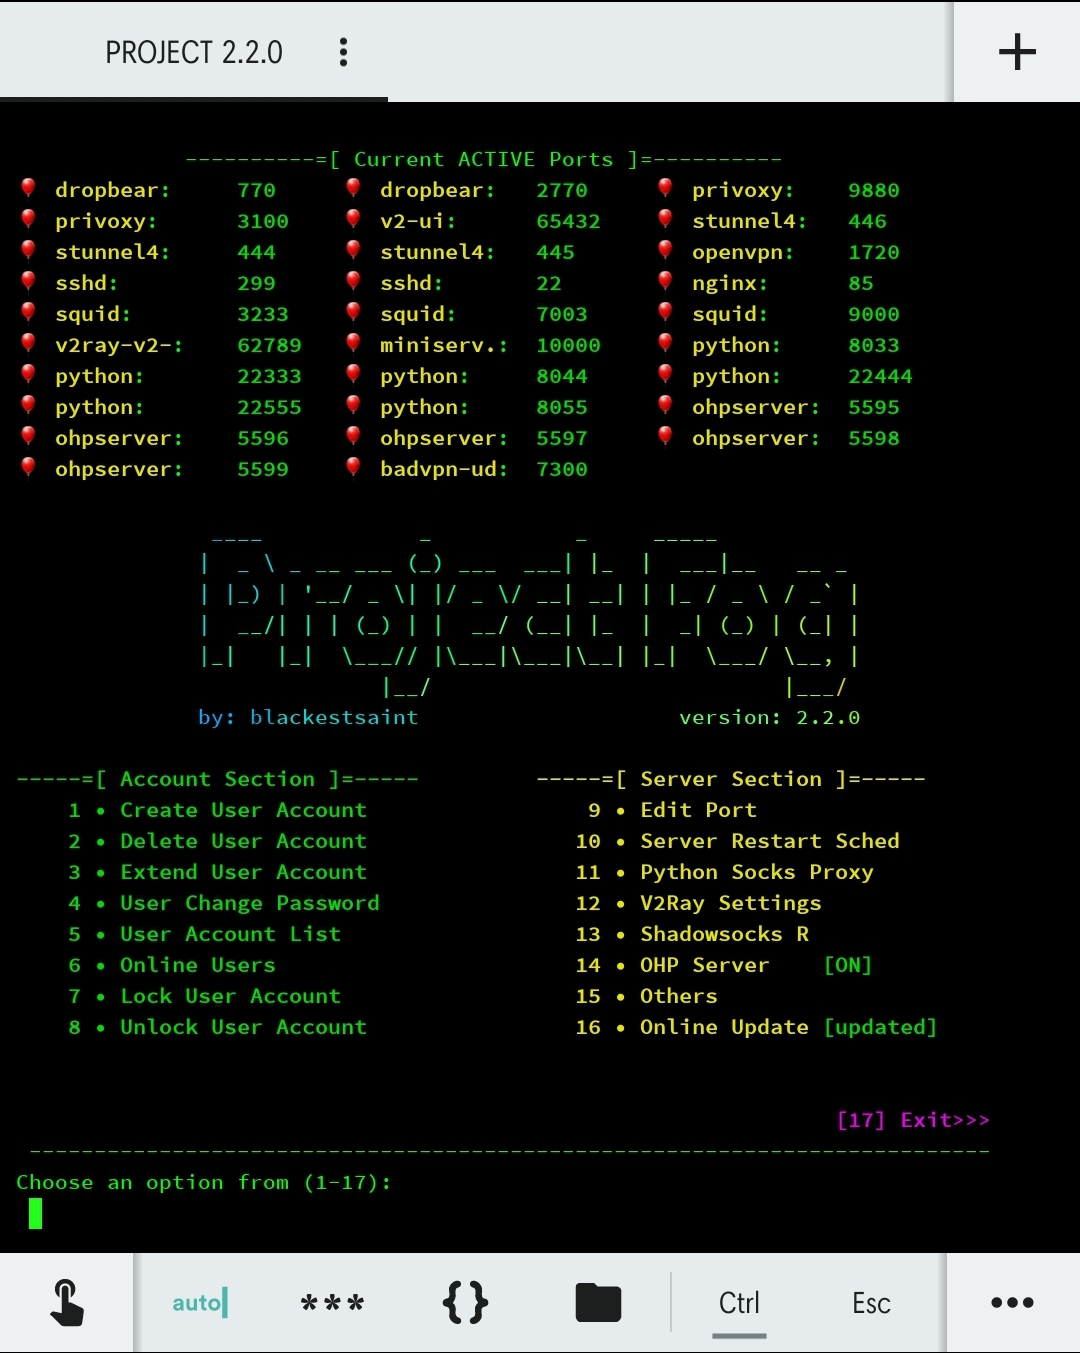 PROJECT 2.2.0
----------=[ Current ACTIVE Ports ]=----------
dropbear: 770 dropbear: 2770 privoxy: 9880
privoxy: 3100 v2-ui: 65432 stunnel4: 446
stunnel4: 444 stunnel4: 445 openvpn: 1720
sshd: 299 sshd: 22 nginx: 85
squid: 3233 squid: 7003 squid: 9000
v2ray-v2-: 62789 miniserv.: 10000 python: 8033
python: 22333 python: 8044 python: 22444
python: 22555 python: 8055 ohpserver: 5595
ohpserver: 5596 ohpserver: 5597 ohpserver: 5598
ohpserver: 5599 badvpn-ud: 7300
Project Fog
by: blackestsaint version: 2.2.0
-----=[ Account Section ]=----- -----=[ Server Section ]=-----
1 • Create User Account 9 • Edit Port
2 • Delete User Account 10 • Server Restart Sched
3 • Extend User Account 11 • Python Socks Proxy
4 • User Change Password 12 • V2Ray Settings
5 • User Account List 13 • Shadowsocks R
6 • Online Users 14 • OHP Server [ON]
7 • Lock User Account 15 • Others
8 • Unlock User Account 16 • Online Update [updated]
[17] Exit>>>
Choose an option from (1-17):
auto *** {} Ctrl Esc